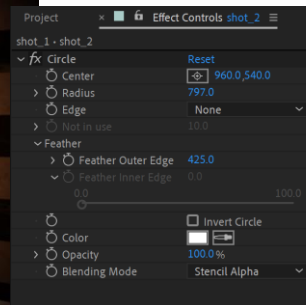 Project × Effect Controls shot_2 ≡
shot_1 • shot_2
fx Circle Reset
Center 960.0,540.0
Radius 797.0
Edge None
Not in use 10.0
Feather
Feather Outer Edge 425.0
Feather Inner Edge 0.0
0.0 100.0
Invert Circle
Color
Opacity 100.0 %
Blending Mode Stencil Alpha